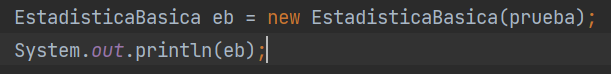 EstadisticaBasica eb = new EstadisticaBasica(prueba);
System.out.println(eb);